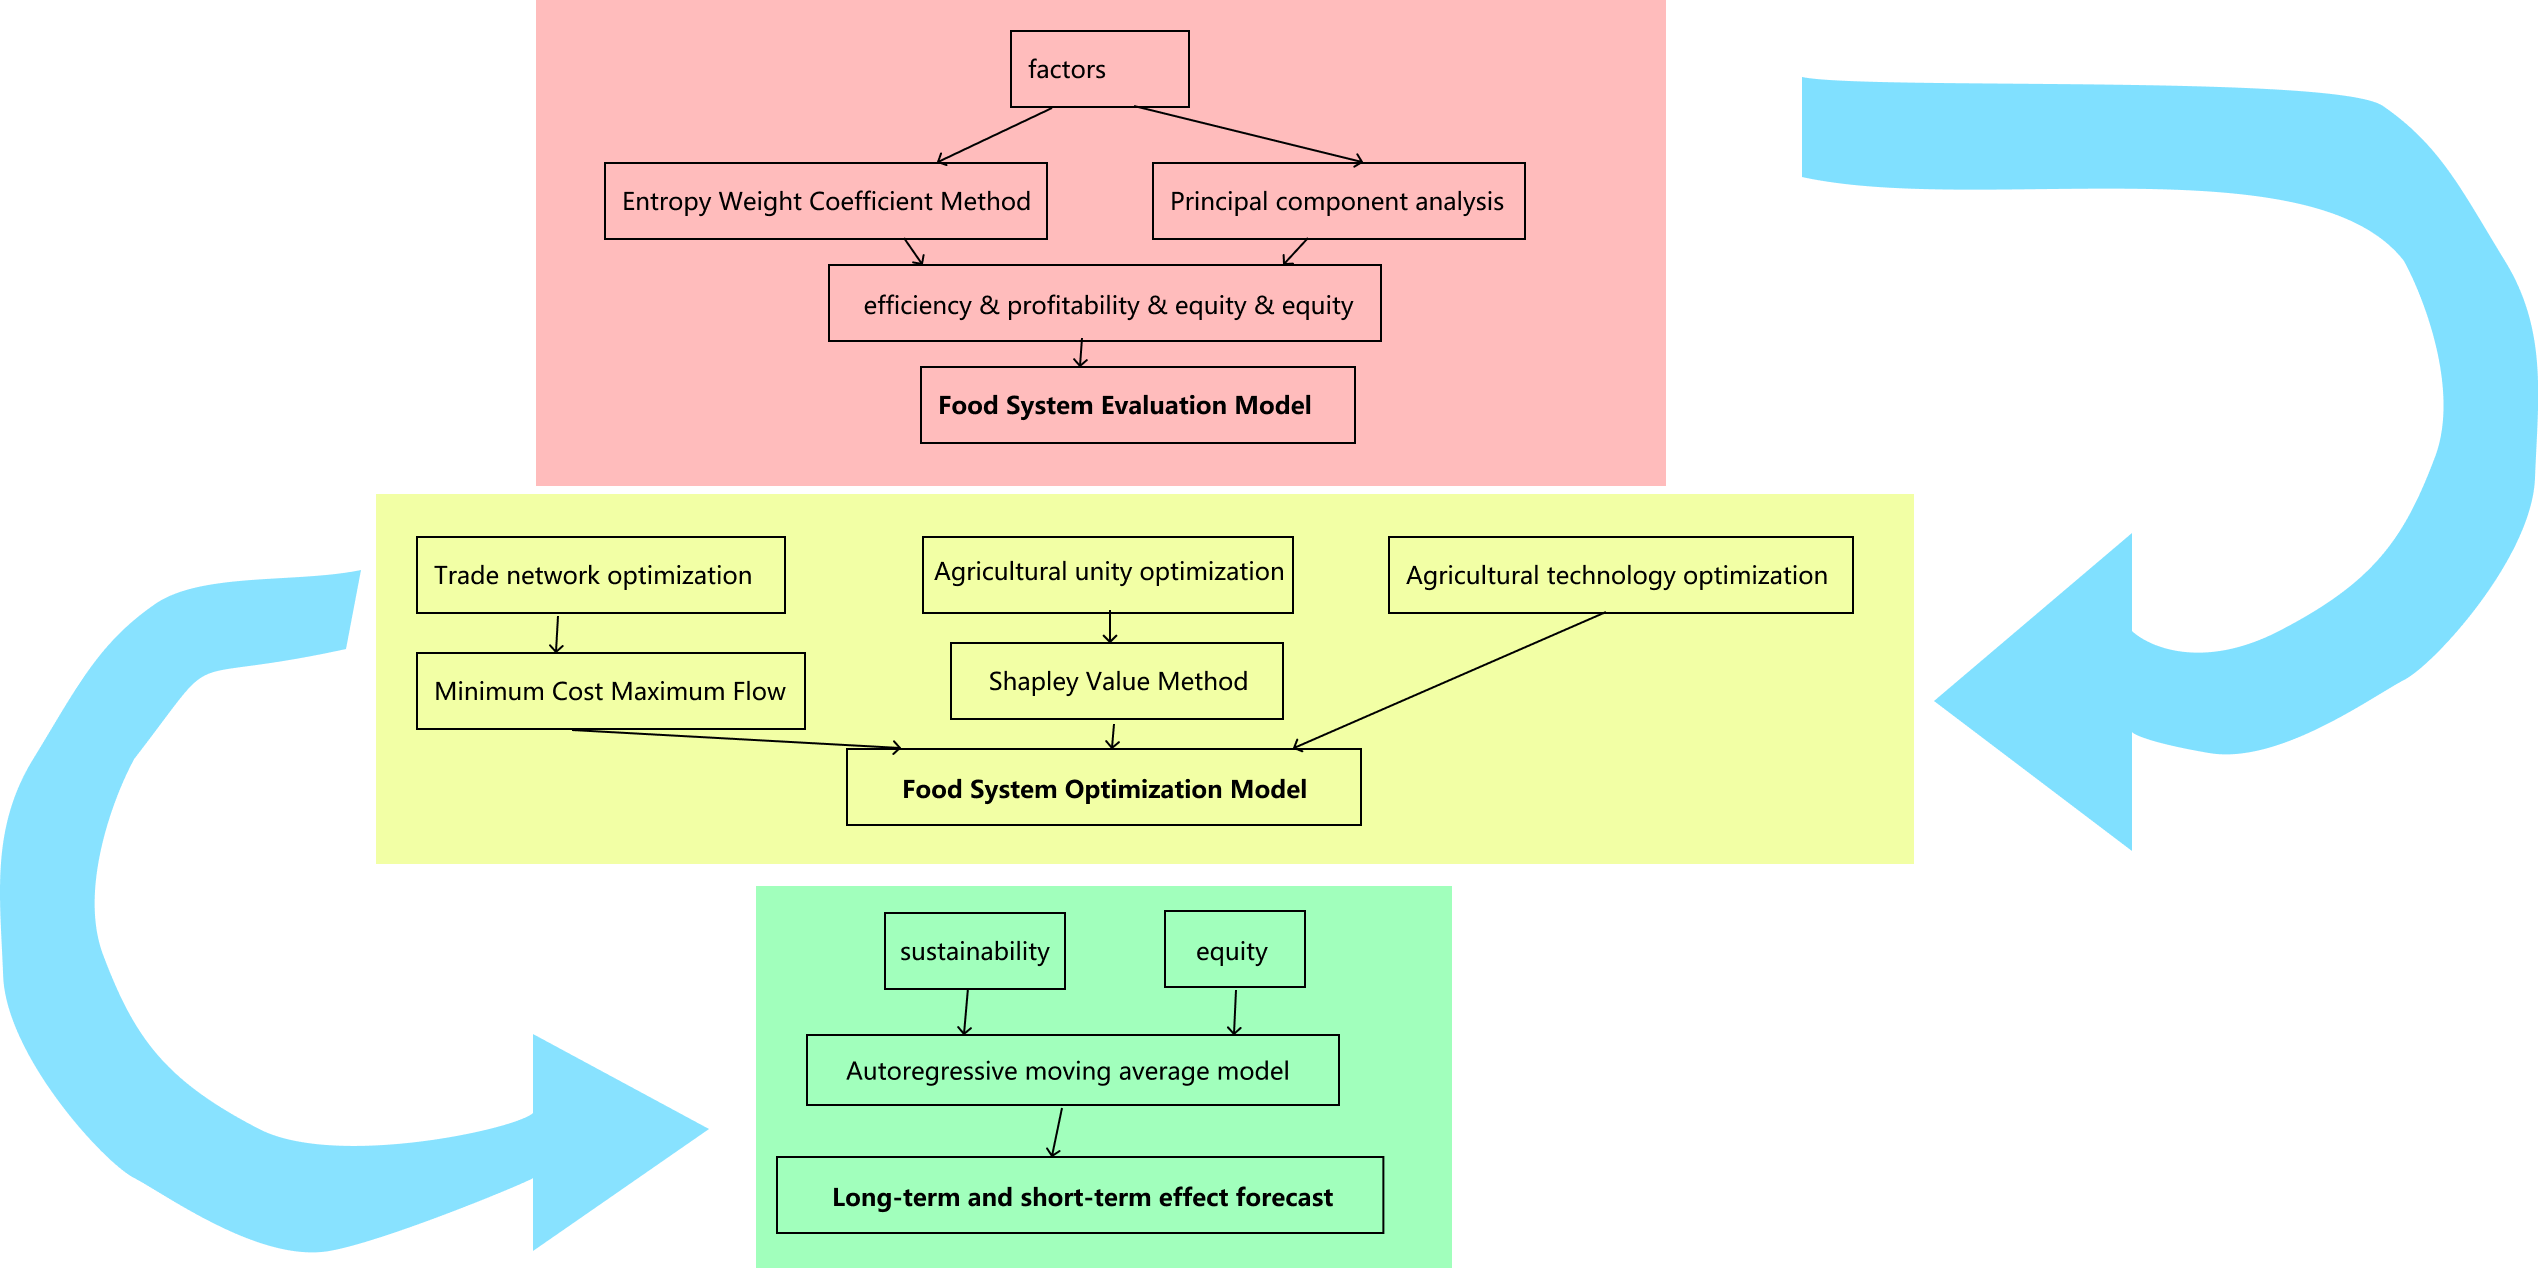 factors
Entropy Weight Coefficient Method
Principal component analysis
efficiency & profitability & equity & equity
Food System Evaluation Model
Trade network optimization
Agricultural unity optimization
Agricultural technology optimization
Minimum Cost Maximum Flow
Shapley Value Method
Food System Optimization Model
sustainability
equity
Autoregressive moving average model
Long-term and short-term effect forecast